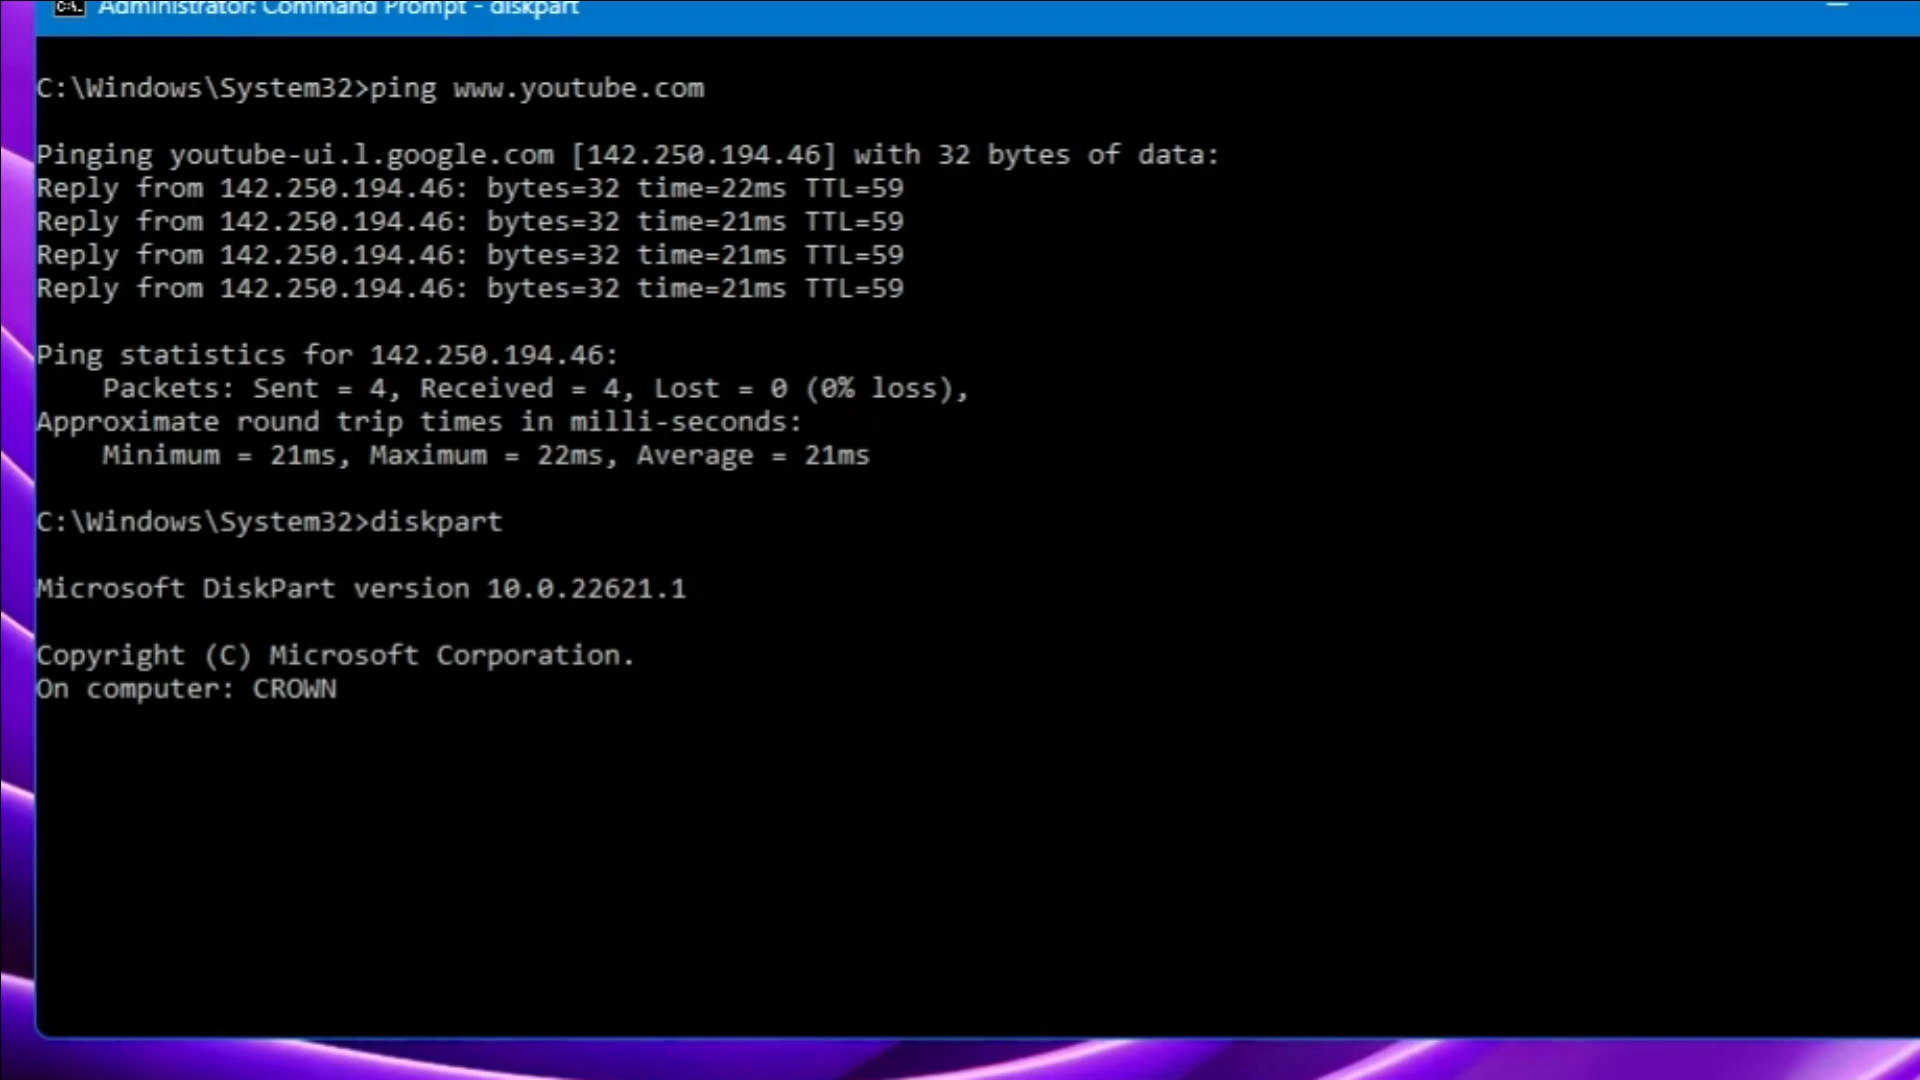 Administrator: Command Prompt - diskpart
C:\Windows\System32>ping www.youtube.com
Pinging youtube-ui.l.google.com [142.250.194.46] with 32 bytes of data:
Reply from 142.250.194.46: bytes=32 time=22ms TTL=59
Reply from 142.250.194.46: bytes=32 time=21ms TTL=59
Reply from 142.250.194.46: bytes=32 time=21ms TTL=59
Reply from 142.250.194.46: bytes=32 time=21ms TTL=59
Ping statistics for 142.250.194.46:
    Packets: Sent = 4, Received = 4, Lost = 0 (0% loss),
Approximate round trip times in milli-seconds:
    Minimum = 21ms, Maximum = 22ms, Average = 21ms
C:\Windows\System32>diskpart
Microsoft DiskPart version 10.0.22621.1
Copyright (C) Microsoft Corporation.
On computer: CROWN